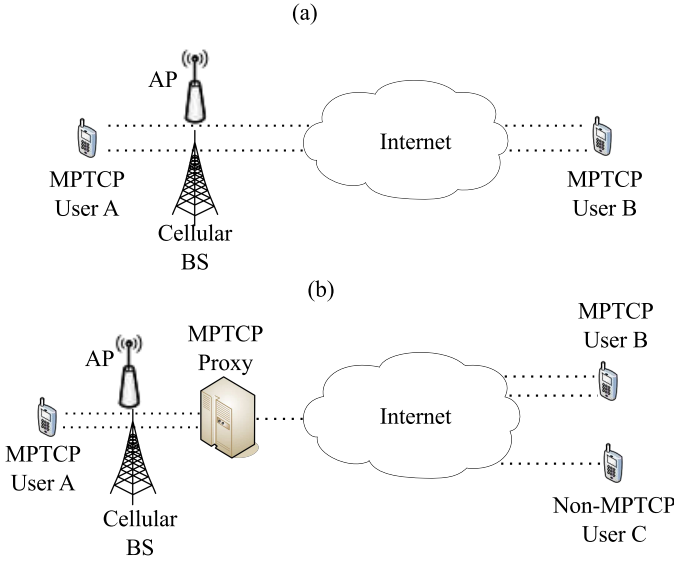 (a)
AP
Internet
MPTCP
User A
MPTCP
User B
Cellular
BS
(b)
MPTCP
User B
MPTCP
Proxy
AP
Internet
MPTCP
User A
Cellular
BS
Non-MPTCP
User C